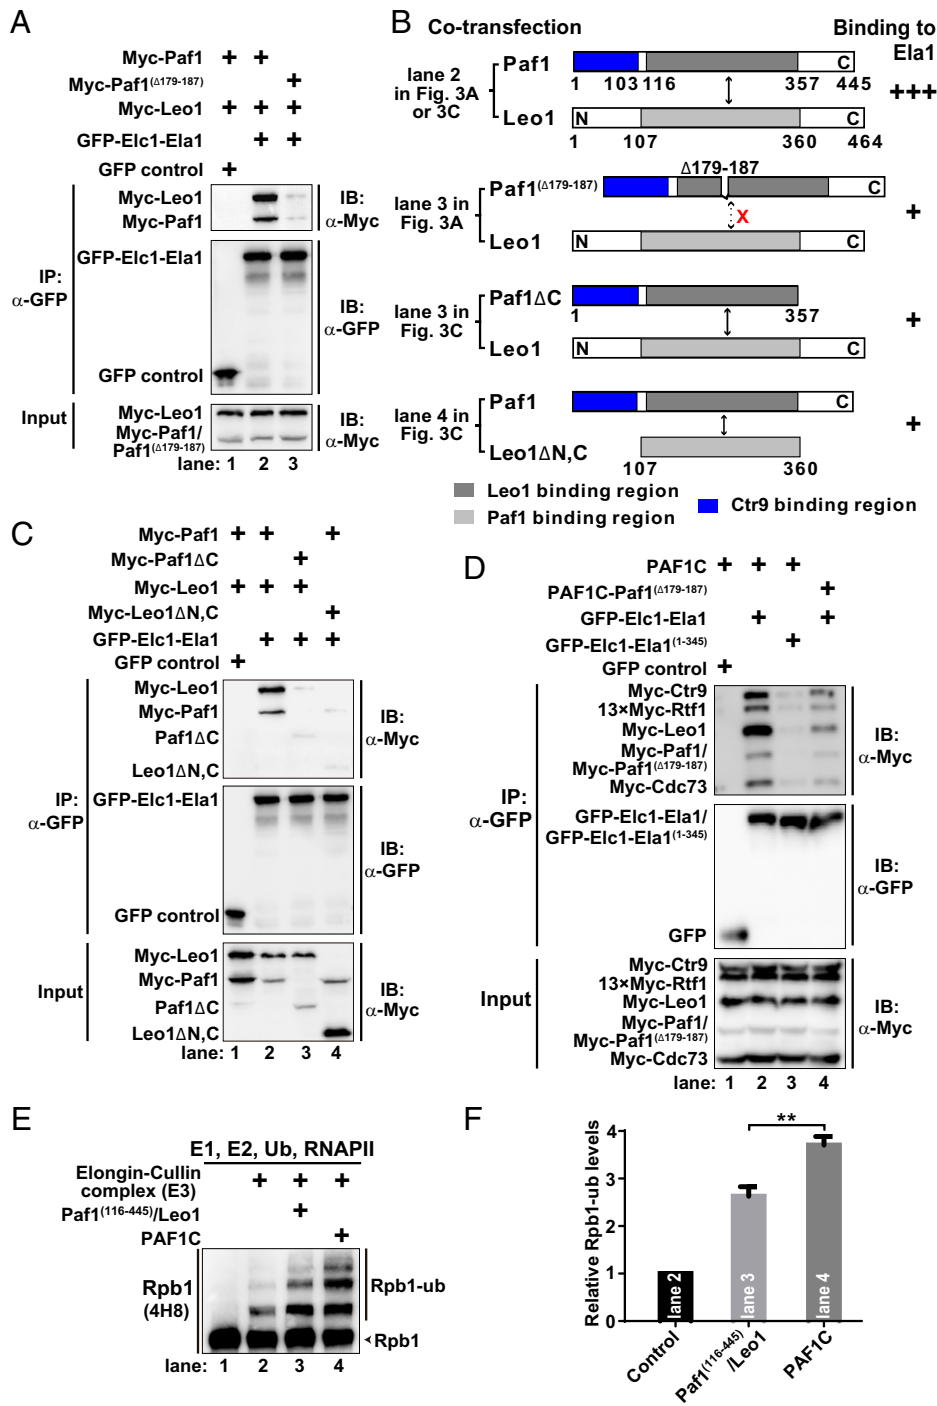 A
Myc-Paf1 + +
Myc-Paf1(Δ179-187) +
Myc-Leo1 + + +
GFP-Elc1-Ela1 + +
GFP control +
Myc-Leo1
Myc-Paf1
IB:
α-Myc
GFP-Elc1-Ela1
IP:
α-GFP
IB:
α-GFP
GFP control
Input
Myc-Leo1
Myc-Paf1/
Paf1(Δ179-187)
IB:
α-Myc
lane: 1 2 3
B
Co-transfection
Binding to
Ela1
lane 2
in Fig. 3A
or 3C
Paf1 C
1 103 116 357 445
+++
Leo1 N C
1 107 360 464
Δ179-187
Paf1(Δ179-187) C
lane 3 in
Fig. 3A
X
+
Leo1 N C
Paf1ΔC
1 357
lane 3 in
Fig. 3C
+
Leo1 N C
Paf1 C
lane 4 in
Fig. 3C
+
Leo1ΔN,C
107 360
Leo1 binding region
Paf1 binding region
Ctr9 binding region
C
Myc-Paf1 + + +
Myc-Paf1ΔC +
Myc-Leo1 + + +
Myc-Leo1ΔN,C +
GFP-Elc1-Ela1 + + +
GFP control +
Myc-Leo1
Myc-Paf1
Paf1ΔC
Leo1ΔN,C
IB:
α-Myc
IP:
α-GFP
GFP-Elc1-Ela1
IB:
α-GFP
GFP control
Input
Myc-Leo1
Myc-Paf1
Paf1ΔC
Leo1ΔN,C
IB:
α-Myc
lane: 1 2 3 4
D
PAF1C + + +
PAF1C-Paf1(Δ179-187) +
GFP-Elc1-Ela1 + +
GFP-Elc1-Ela1(1-345) +
GFP control +
Myc-Ctr9
13×Myc-Rtf1
Myc-Leo1
Myc-Paf1/
Myc-Paf1(Δ179-187)
Myc-Cdc73
IB:
α-Myc
IP:
α-GFP
GFP-Elc1-Ela1/
GFP-Elc1-Ela1(1-345)
IB:
α-GFP
GFP
Input
Myc-Ctr9
13×Myc-Rtf1
Myc-Leo1
Myc-Paf1/
Myc-Paf1(Δ179-187)
Myc-Cdc73
IB:
α-Myc
lane: 1 2 3 4
E
E1, E2, Ub, RNAPII
Elongin-Cullin
complex (E3) + + +
Paf1(116-445)/Leo1 +
PAF1C +
Rpb1
(4H8)
Rpb1-ub
Rpb1
lane: 1 2 3 4
F
Relative Rpb1-ub levels
4
3
2
1
0
**
lane 2
lane 3
lane 4
Control
Paf1(116-445)
/Leo1
PAF1C